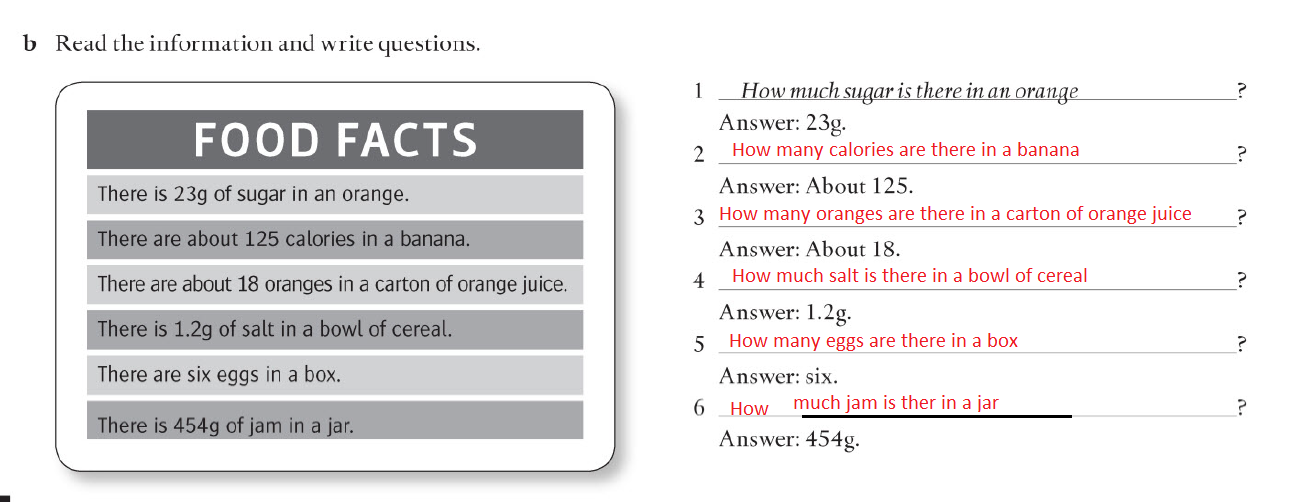 b Read the information and write questions.
FOOD FACTS
There is 23g of sugar in an orange.
There are about 125 calories in a banana.
There are about 18 oranges in a carton of orange juice.
There is 1.2g of salt in a bowl of cereal.
There are six eggs in a box.
There is 454g of jam in a jar.
1 How much sugar is there in an orange ?
Answer: 23g.
2 How many calories are there in a banana ?
Answer: About 125.
3 How many oranges are there in a carton of orange juice ?
Answer: About 18.
4 How much salt is there in a bowl of cereal ?
Answer: 1.2g.
5 How many eggs are there in a box ?
Answer: six.
6 How much jam is ther in a jar ?
Answer: 454g.